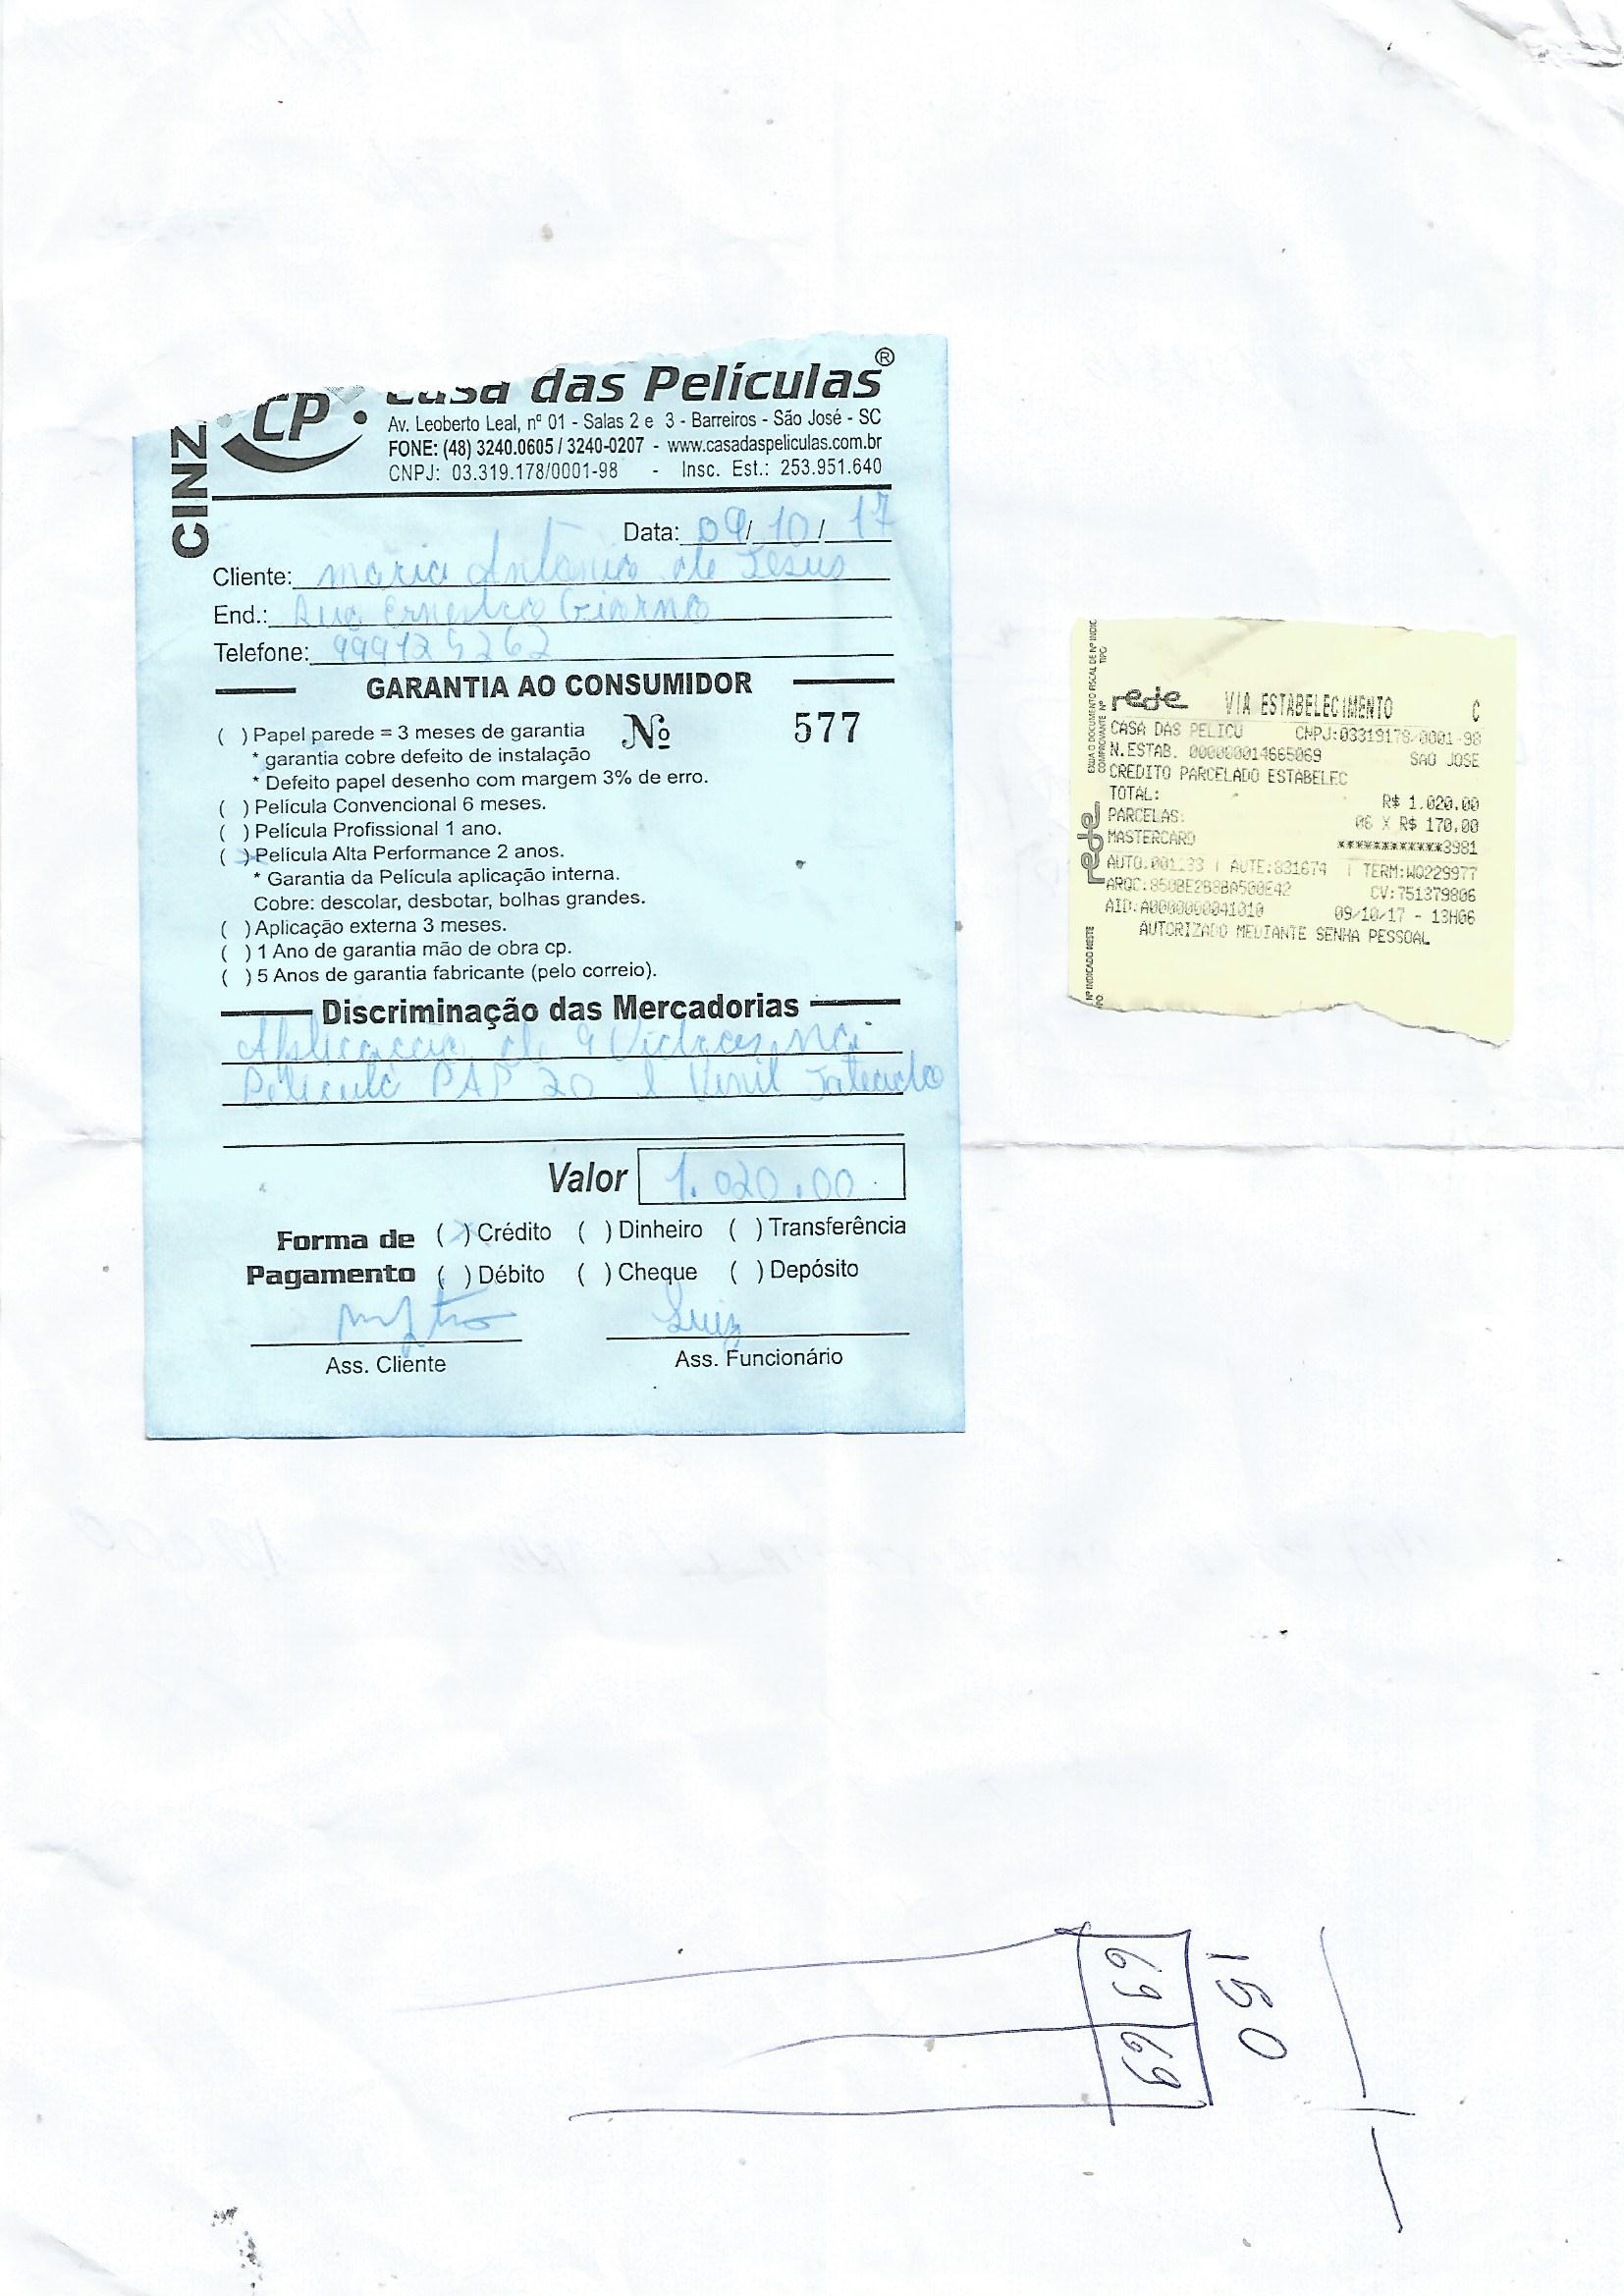 CINZ
CP
Casa das Películas®
Av. Leoberto Leal, nº 01 - Salas 2 e 3 - Barreiros - São José - SC
FONE: (48) 3240.0605 / 3240-0207 - www.casadaspeliculas.com.br
CNPJ: 03.319.178/0001-98 - Insc. Est.: 253.951.640
Data: 09/10/17
Cliente: maria Antonia de Jesus
End.: Rua
Telefone:
GARANTIA AO CONSUMIDOR
( ) Papel parede = 3 meses de garantia Nº 577
* garantia cobre defeito de instalação
* Defeito papel desenho com margem 3% de erro.
( ) Película Convencional 6 meses.
( ) Película Profissional 1 ano.
(x) Película Alta Performance 2 anos.
* Garantia da Película aplicação interna.
Cobre: descolar, desbotar, bolhas grandes.
( ) Aplicação externa 3 meses.
( ) 1 Ano de garantia mão de obra cp.
( ) 5 Anos de garantia fabricante (pelo correio).
Discriminação das Mercadorias
Aplicação de
Pelicula PAP 20 Vinil Jateado
Valor 1.020.00
Forma de Pagamento
(x) Crédito ( ) Dinheiro ( ) Transferência
( ) Débito ( ) Cheque ( ) Depósito
Luiz
Ass. Cliente Ass. Funcionário
rede VIA ESTABELECIMENTO C
CASA DAS PELICU CNPJ:03319178/0001-98
N.ESTAB. 000000014665069 SAO JOSE
CREDITO PARCELADO ESTABELEC
TOTAL: R$ 1.020,00
PARCELAS: 06 X R$ 170,00
MASTERCARD ************3981
AUTE:831674 | TERM:WO229977
CV:751379806
AID:A0000000041010 09/10/17 - 13H06
AUTORIZADO MEDIANTE SENHA PESSOAL
rede
150
69 69